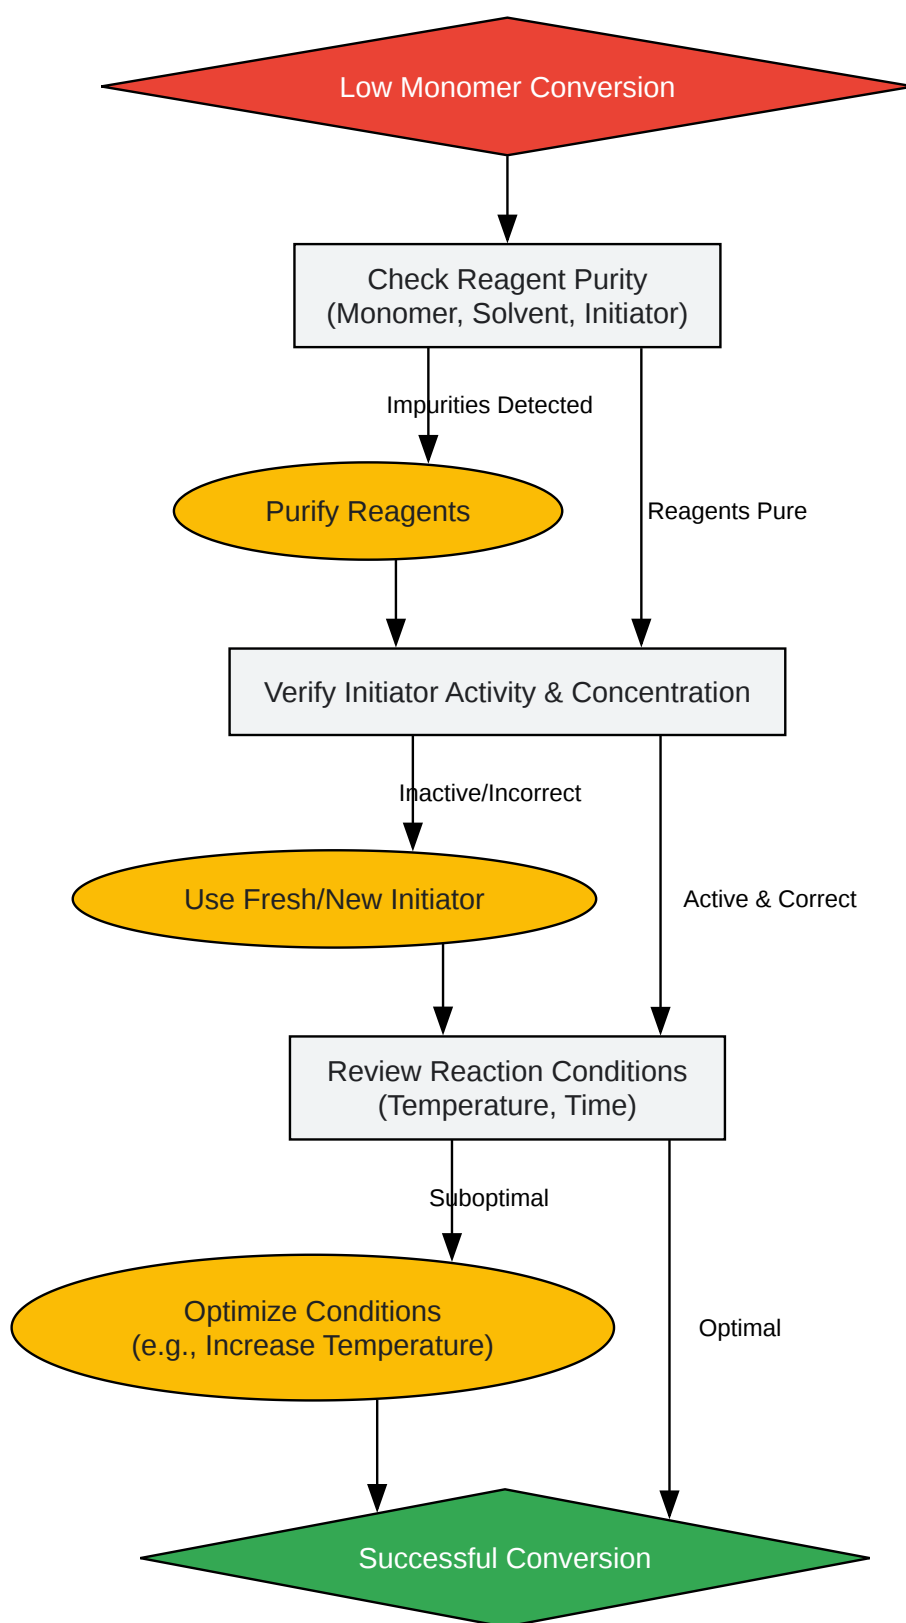 Low Monomer Conversion
Check Reagent Purity
(Monomer, Solvent, Initiator)
Impurities Detected
Purify Reagents
Reagents Pure
Verify Initiator Activity & Concentration
Inactive/Incorrect
Use Fresh/New Initiator
Active & Correct
Review Reaction Conditions
(Temperature, Time)
Suboptimal
Optimize Conditions
(e.g., Increase Temperature)
Optimal
Successful Conversion